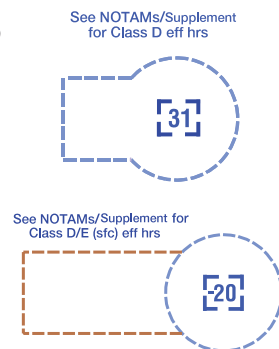 See NOTAMs/Supplement
for Class D eff hrs
31
See NOTAMs/Supplement for
Class D/E (sfc) eff hrs
-20